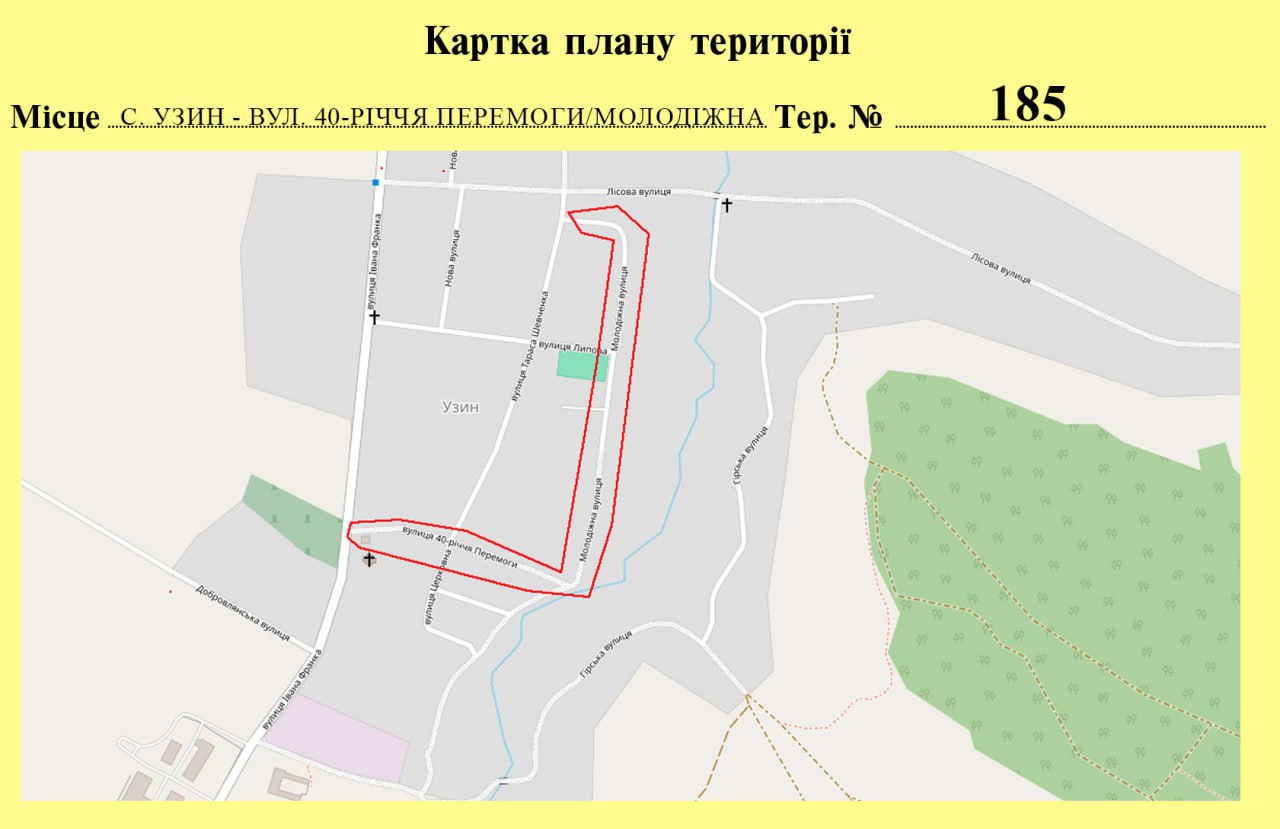 Картка плану території
Місце С. УЗИН - ВУЛ. 40-РІЧЧЯ ПЕРЕМОГИ/МОЛОДІЖНА Тер. № 185
Нова
Лісова вулиця
вулиця Івана Франка
Нова вулиця
Лісова вулиця
Молодіжна вулиця
вулиця Тараса Шевченка
вулиця Липова
Узин
Гірська вулиця
Молодіжна вулиця
вулиця 40-річчя Перемоги
вулиця Церковна
Добровлянська вулиця
Гірська вулиця
вулиця Івана Франка